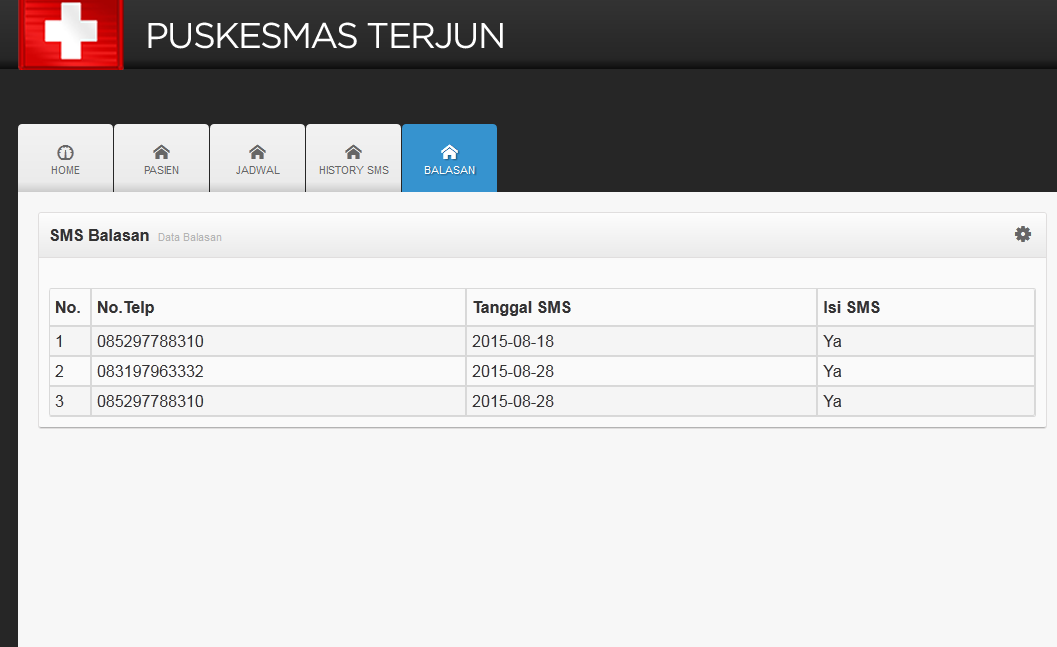 PUSKESMAS TERJUN
HOME PASIEN JADWAL HISTORY SMS BALASAN
SMS Balasan Data Balasan
No. No.Telp Tanggal SMS Isi SMS
1 085297788310 2015-08-18 Ya
2 083197963332 2015-08-28 Ya
3 085297788310 2015-08-28 Ya